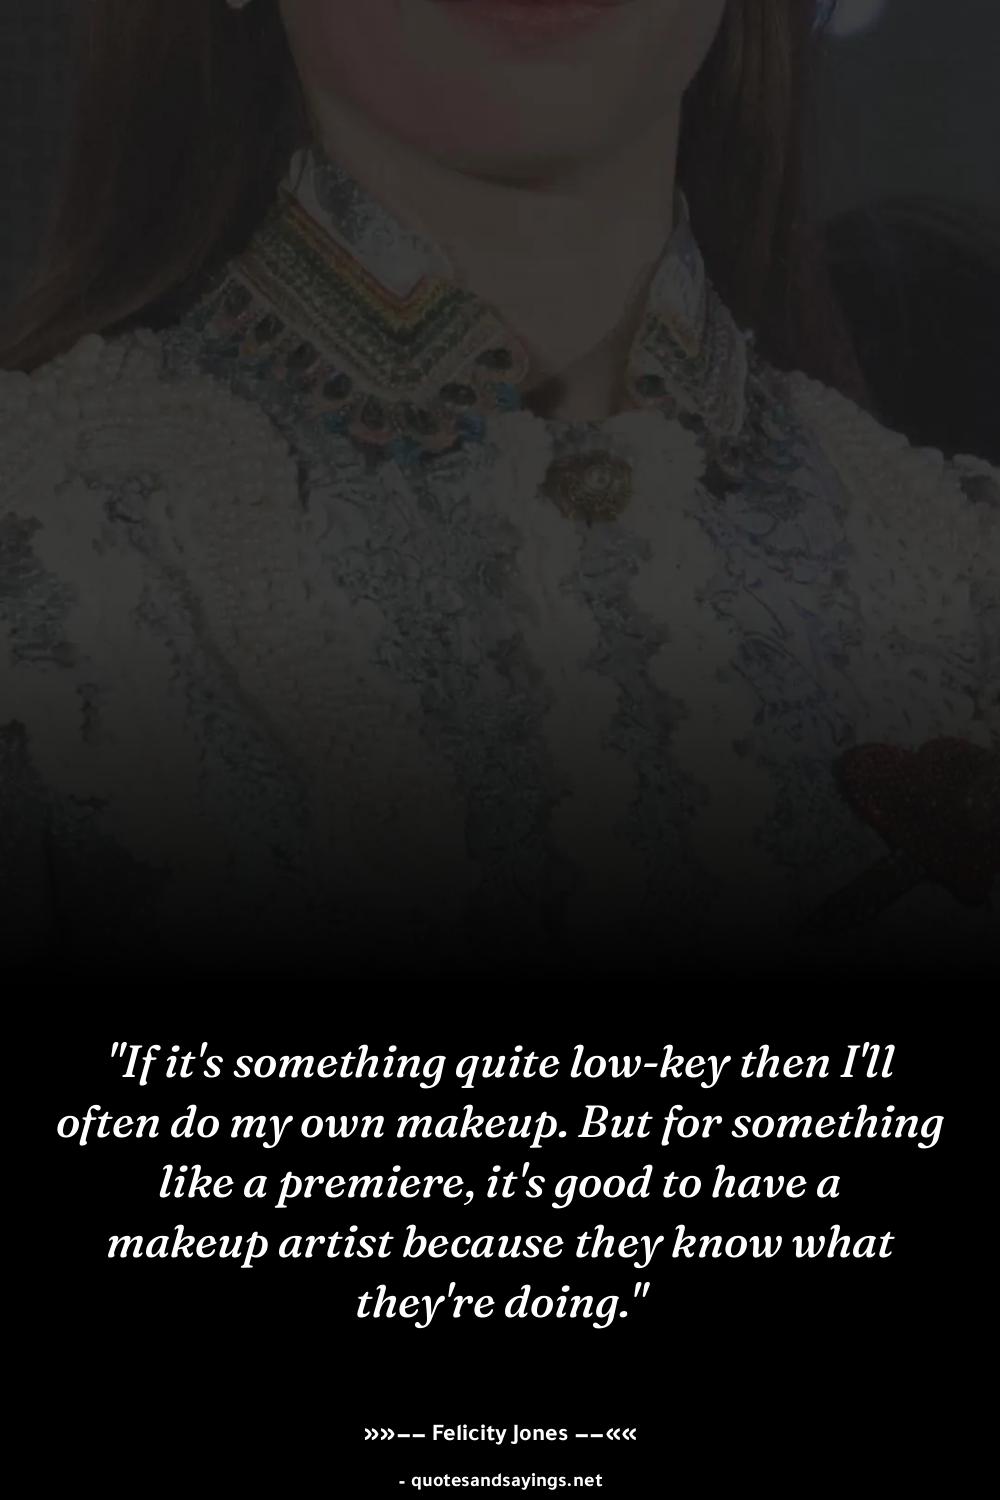 "If it's something quite low-key then I'll
often do my own makeup. But for something
like a premiere, it's good to have a
makeup artist because they know what
they're doing."
»»−− Felicity Jones −−««
- quotesandsayings.net